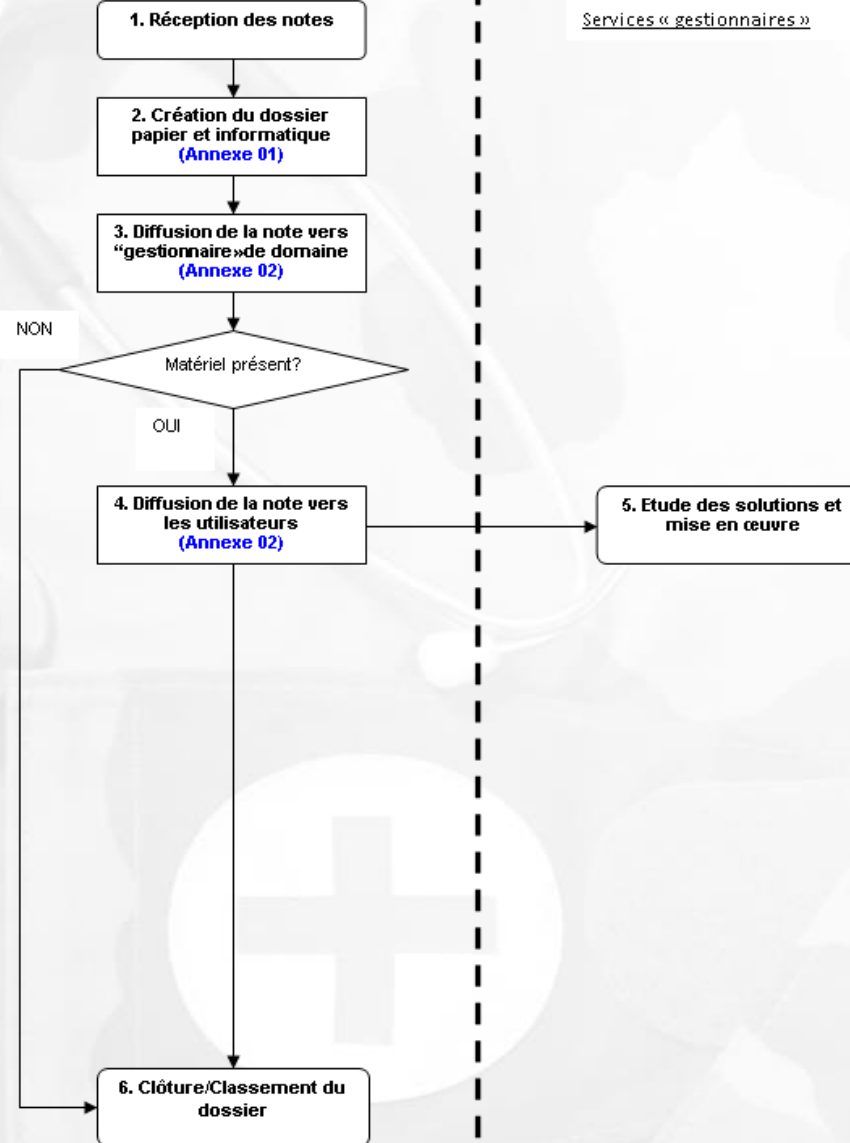 1. Réception des notes
Services « gestionnaires »
2. Création du dossier
papier et informatique
(Annexe 01)
3. Diffusion de la note vers
“gestionnaire»de domaine
(Annexe 02)
NON
Matériel présent?
OUI
4. Diffusion de la note vers
les utilisateurs
(Annexe 02)
5. Etude des solutions et
mise en œuvre
6. Clôture/Classement du
dossier